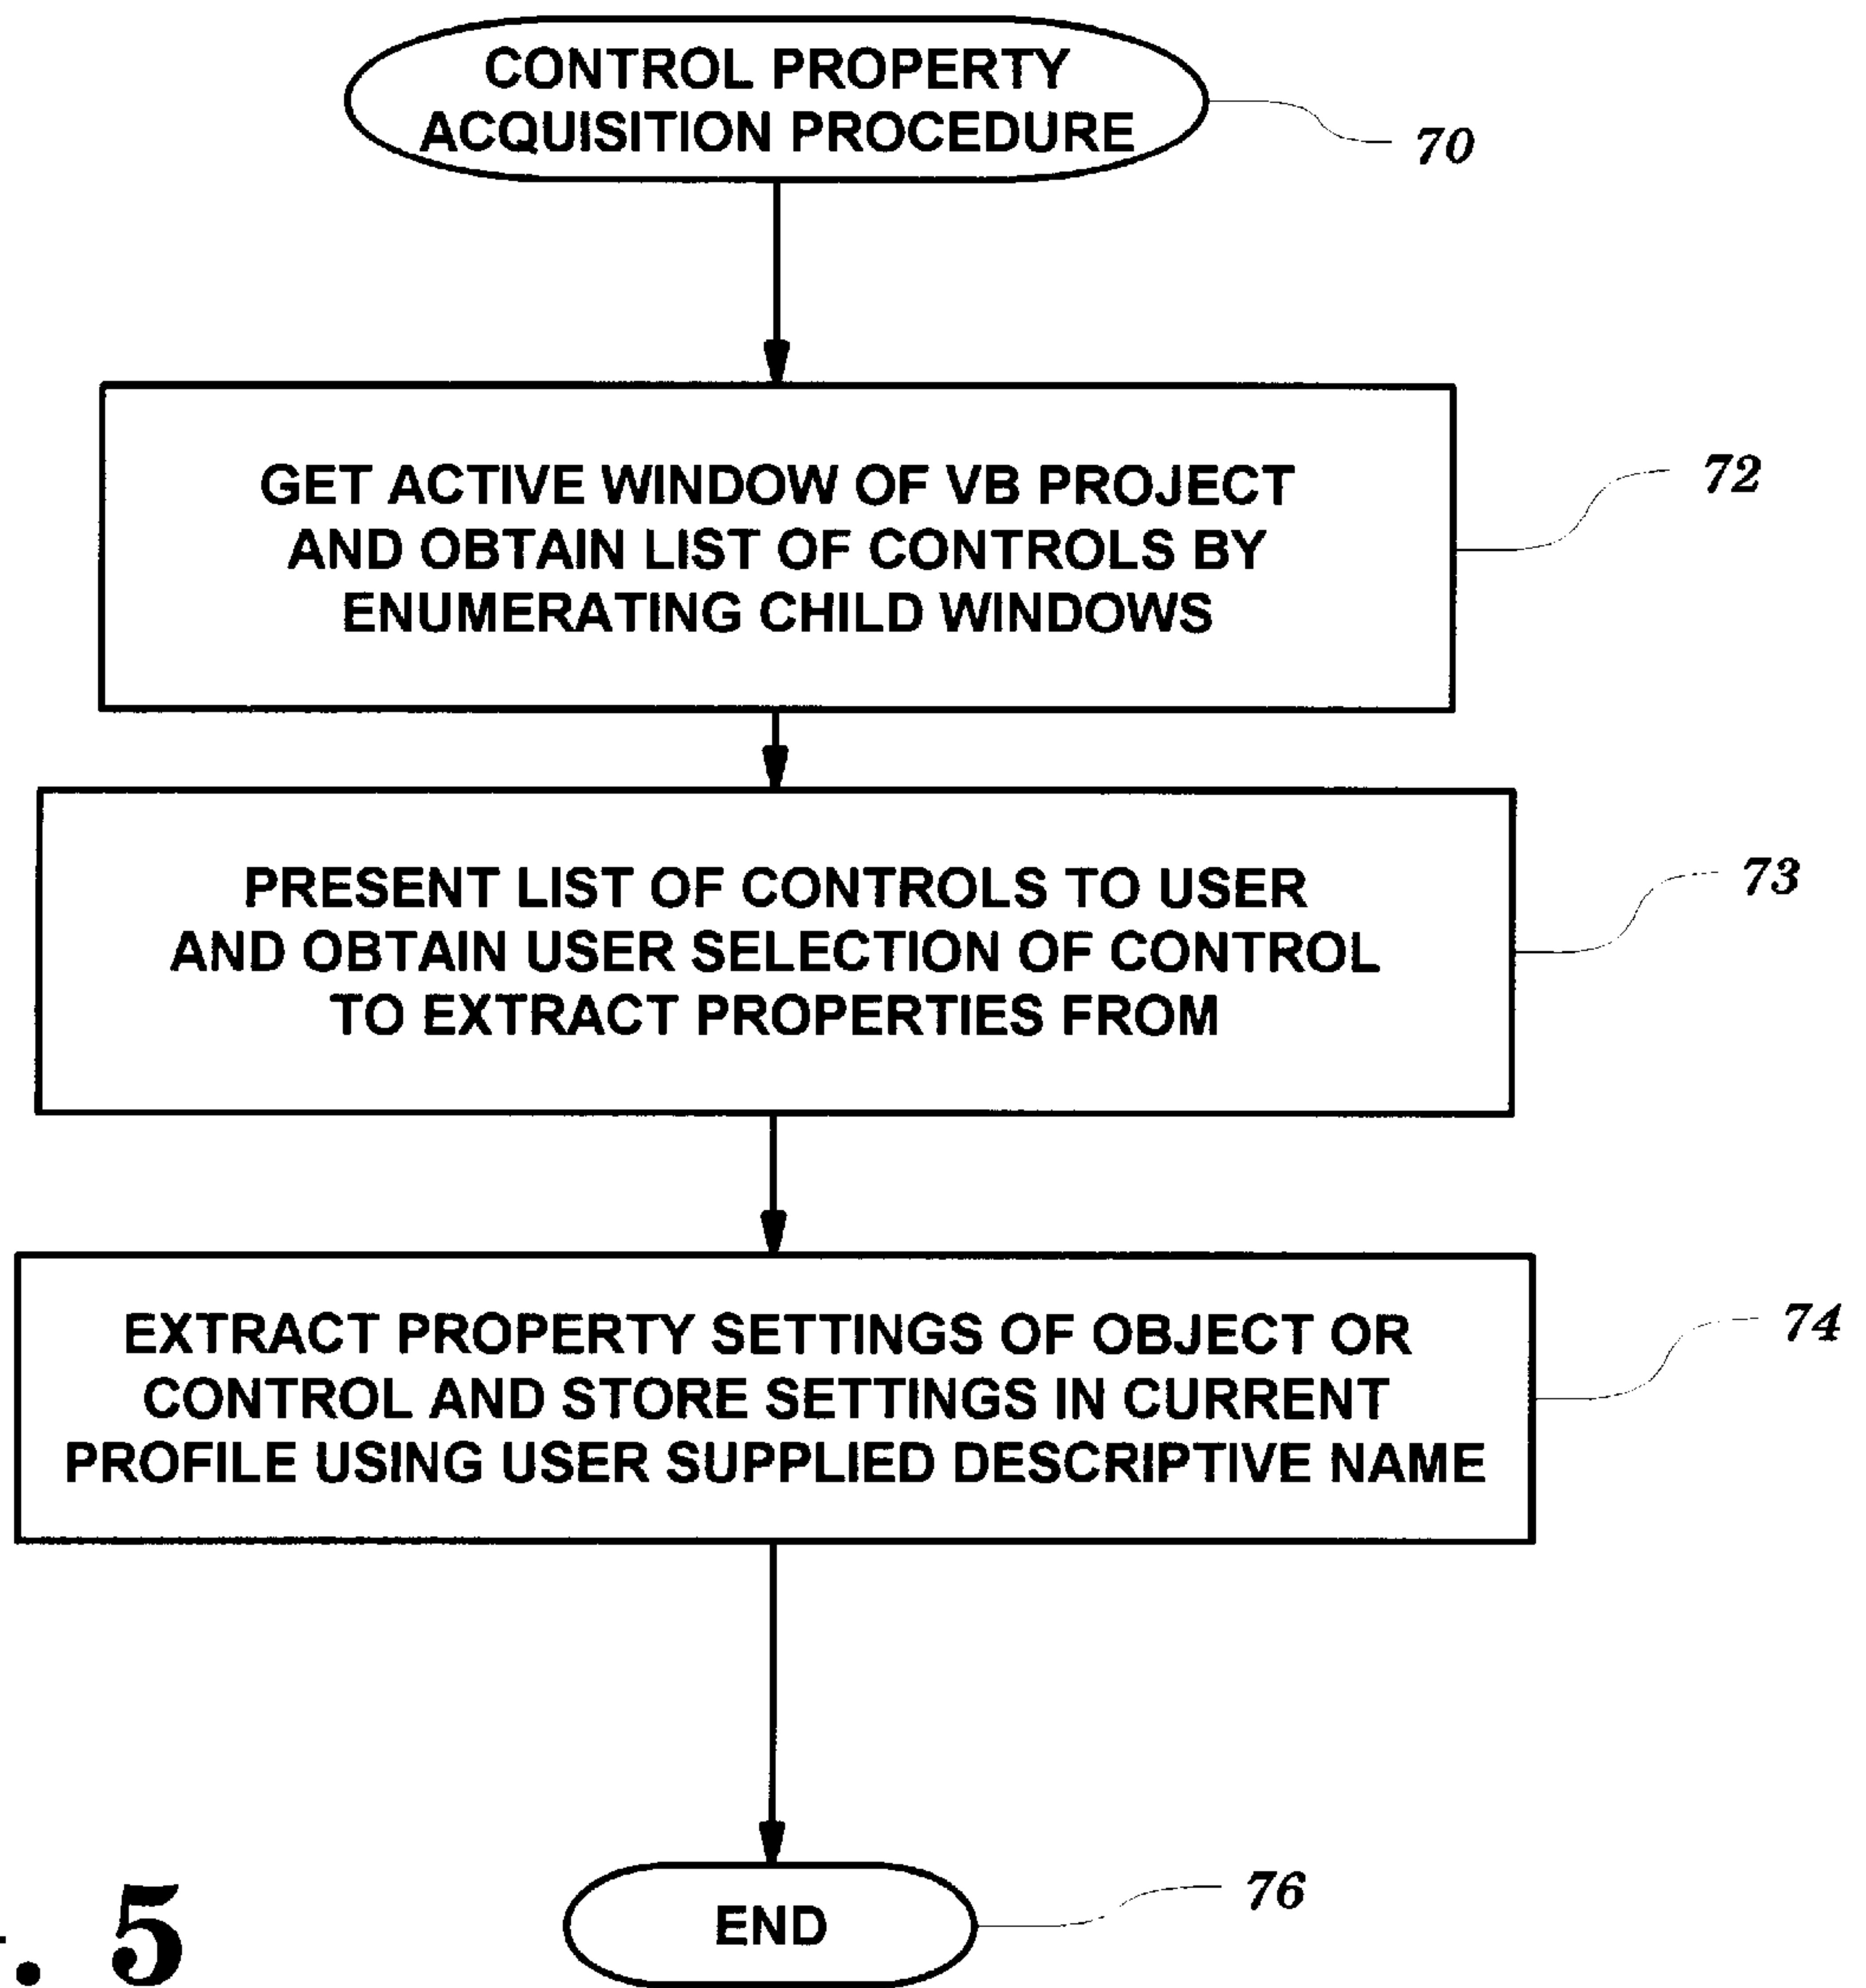 CONTROL PROPERTY
ACQUISITION PROCEDURE
70
GET ACTIVE WINDOW OF VB PROJECT
AND OBTAIN LIST OF CONTROLS BY
ENUMERATING CHILD WINDOWS
72
PRESENT LIST OF CONTROLS TO USER
AND OBTAIN USER SELECTION OF CONTROL
TO EXTRACT PROPERTIES FROM
73
EXTRACT PROPERTY SETTINGS OF OBJECT OR
CONTROL AND STORE SETTINGS IN CURRENT
PROFILE USING USER SUPPLIED DESCRIPTIVE NAME
74
END
76
. 5